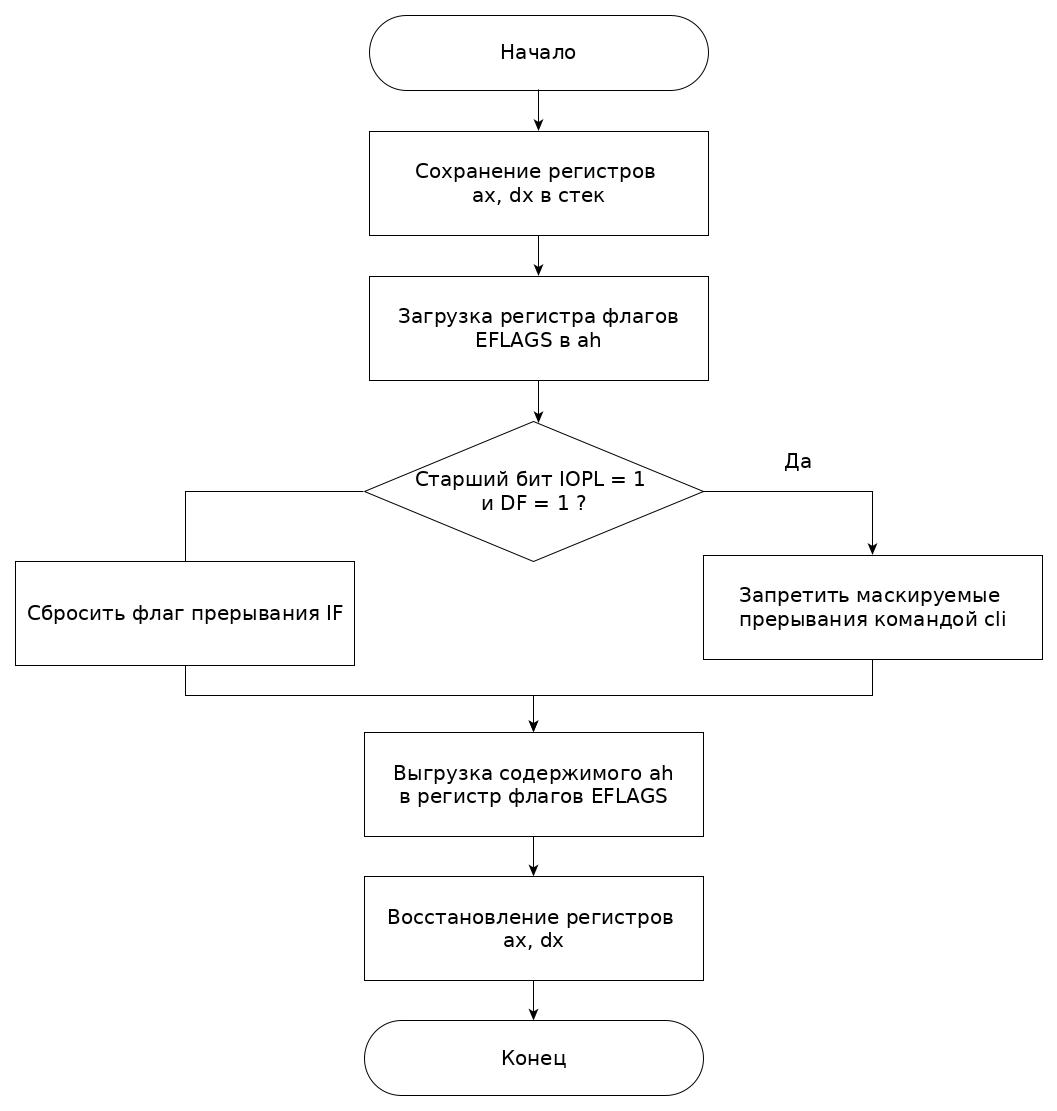 Начало
Сохранение регистров
ax, dx в стек
Загрузка регистра флагов
EFLAGS в ah
Старший бит IOPL = 1
и DF = 1 ?
Да
Сбросить флаг прерывания IF
Запретить маскируемые
прерывания командой cli
Выгрузка содержимого ah
в регистр флагов EFLAGS
Восстановление регистров
ax, dx
Конец